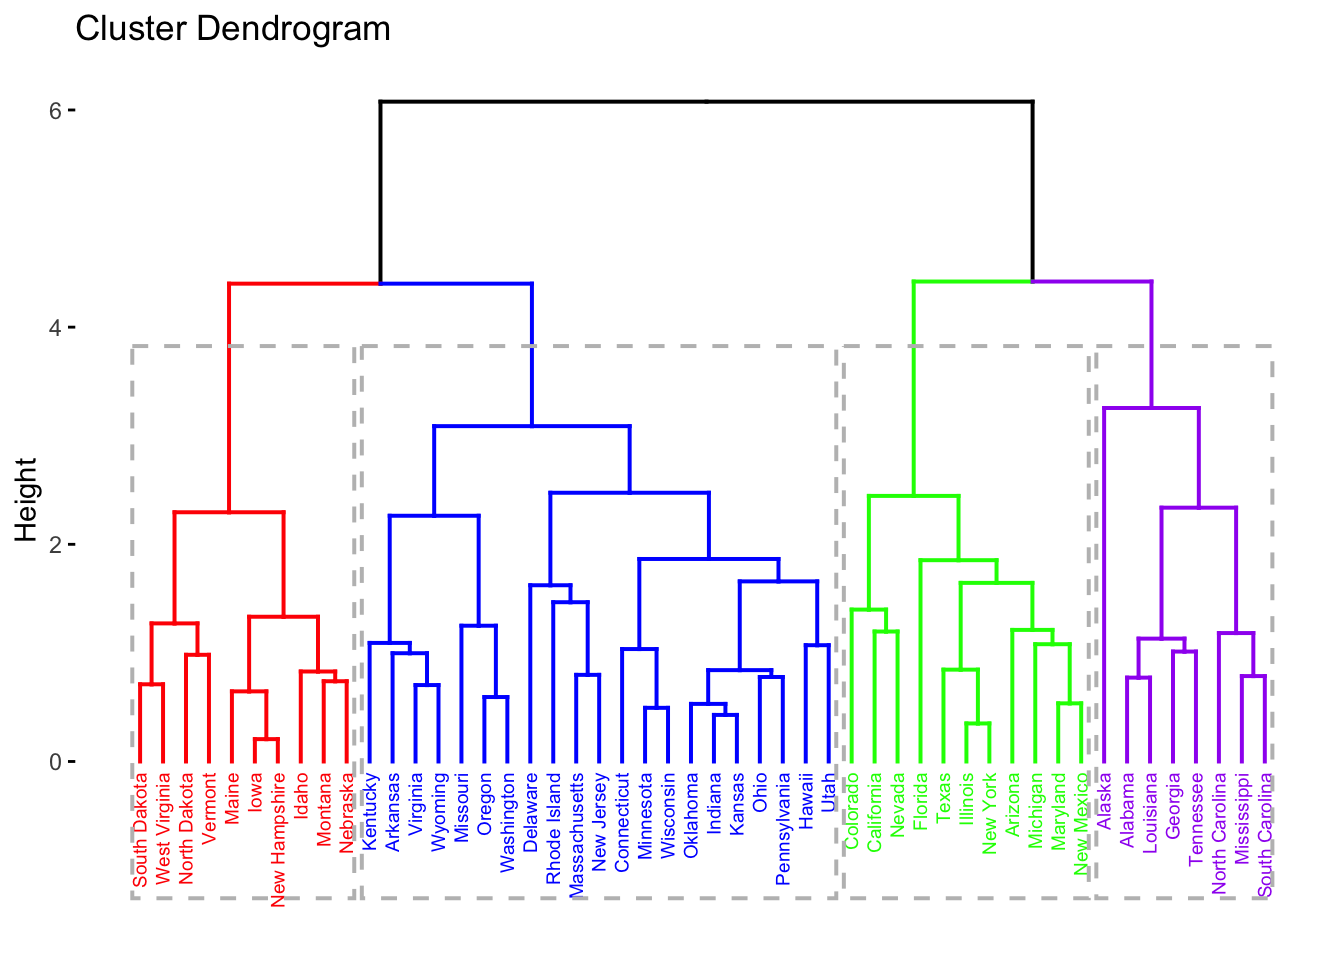 Cluster Dendrogram
Height
6
4
2
0
South Dakota
West Virginia
North Dakota
Vermont
Maine
Iowa
New Hampshire
Idaho
Montana
Nebraska
Kentucky
Arkansas
Virginia
Wyoming
Missouri
Oregon
Washington
Delaware
Rhode Island
Massachusetts
New Jersey
Connecticut
Minnesota
Wisconsin
Oklahoma
Indiana
Kansas
Ohio
Pennsylvania
Hawaii
Utah
Colorado
California
Nevada
Florida
Texas
Illinois
New York
Arizona
Michigan
Maryland
New Mexico
Alaska
Alabama
Louisiana
Georgia
Tennessee
North Carolina
Mississippi
South Carolina